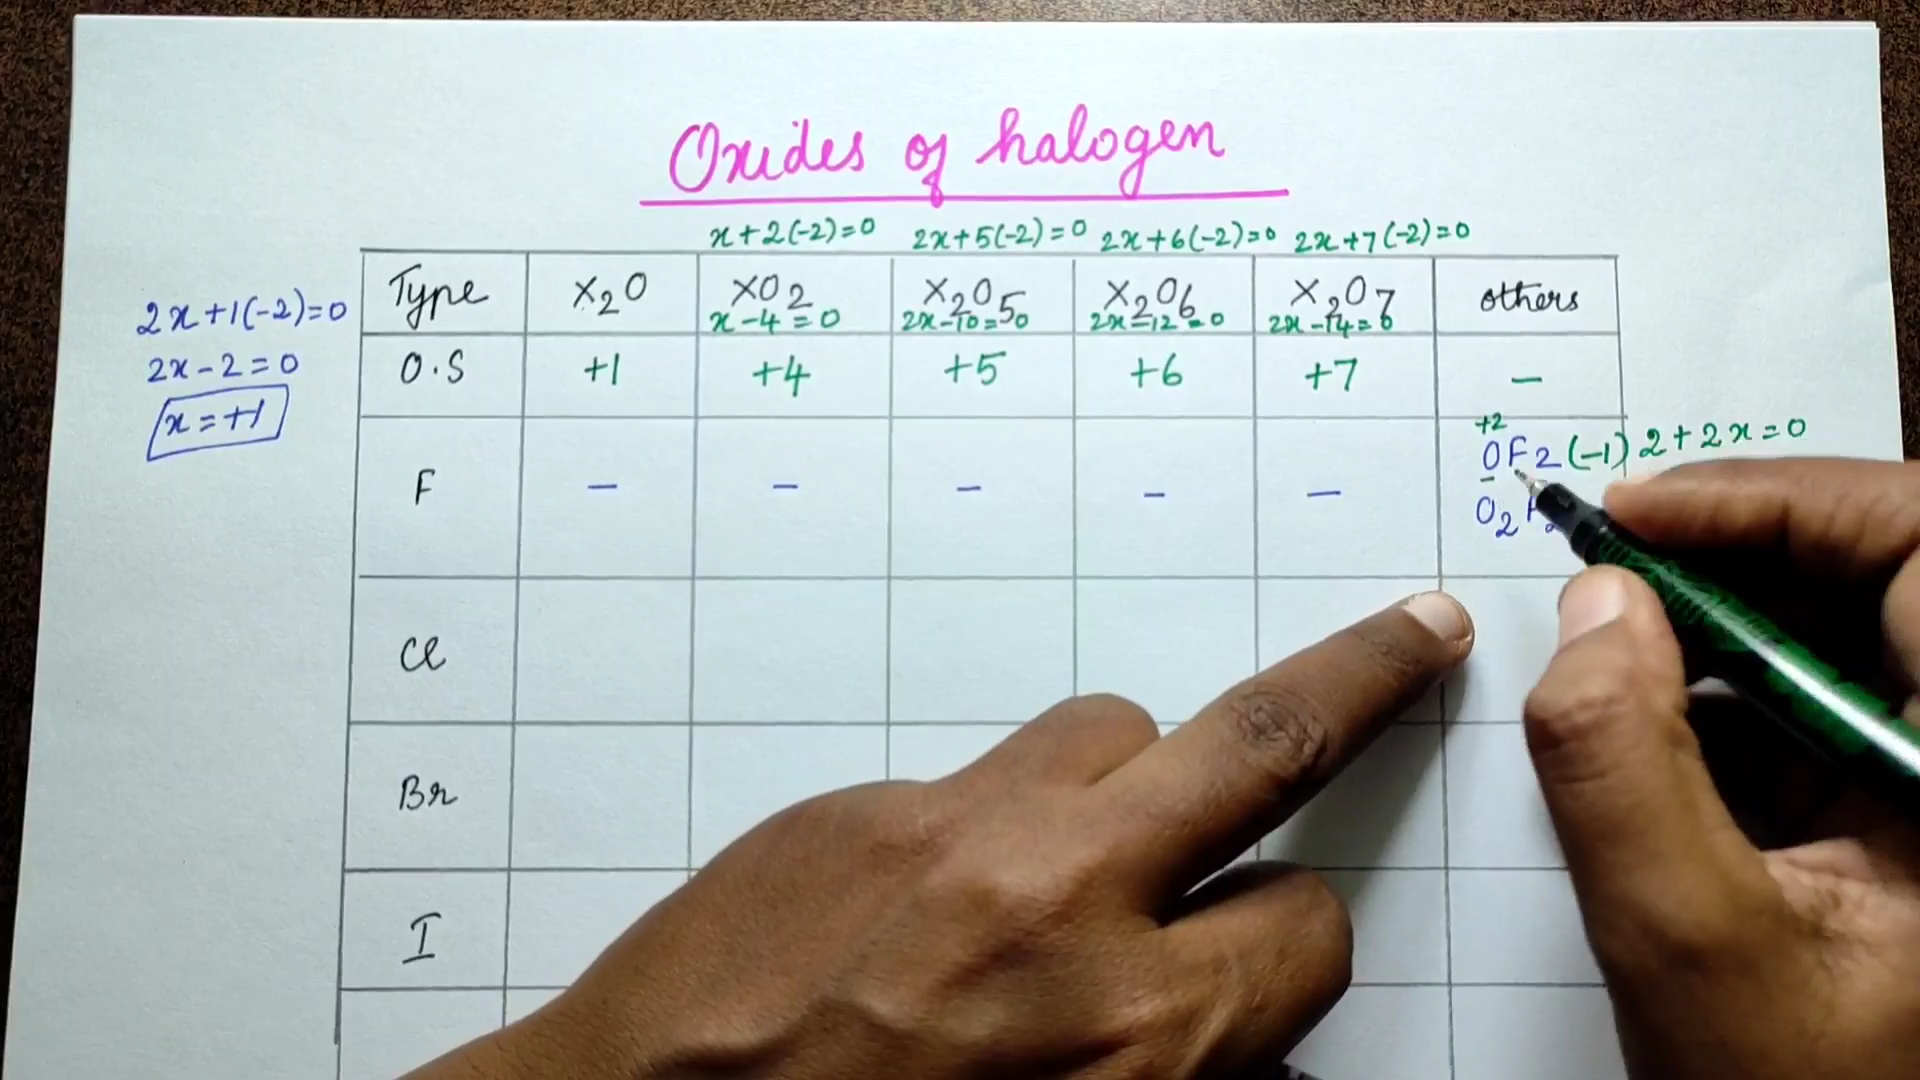 Oxides of halogen
x+2(-2)=0 2x+5(-2)=0 2x+6(-2)=0 2x+7(-2)=0
Type X₂O XO2 X₂O5 X₂O6 X₂O7 others
x-4=0 2x-10=0 2x-12=0 2x-14=0
2x+1(-2)=0
2x-2=0
x=+1
O.S +1 +4 +5 +6 +7 -
+2
OF2(-1) 2+2x=0
F - - - - -
O₂F₂
Cl
Br
I